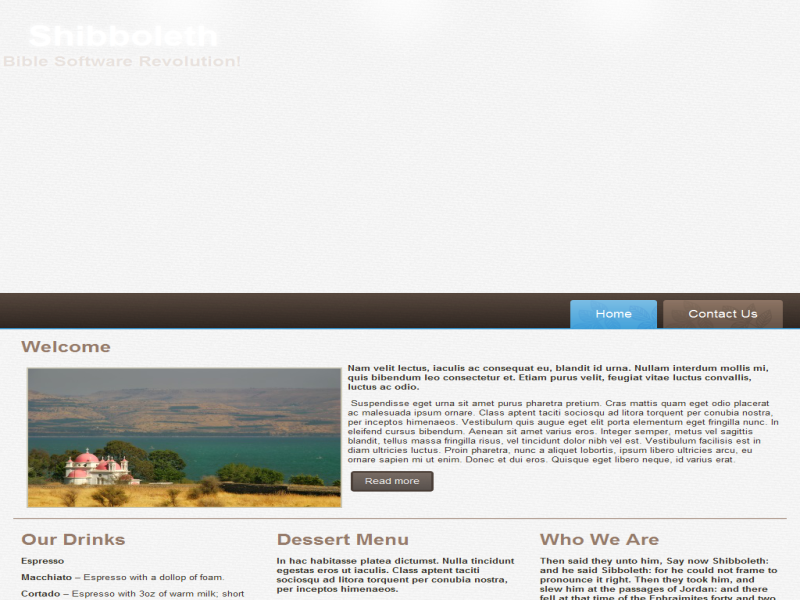 Shibboleth
Bible Software Revolution!
Home
Contact Us
Welcome
Nam velit lectus, iaculis ac consequat eu, blandit id urna. Nullam interdum mollis mi,
quis bibendum leo consectetur et. Etiam purus velit, feugiat vitae luctus convallis,
luctus ac odio.
Suspendisse eget urna sit amet purus pharetra pretium. Cras mattis quam eget odio placerat
ac malesuada ipsum ornare. Class aptent taciti sociosqu ad litora torquent per conubia nostra,
per inceptos himenaeos. Vestibulum quis augue eget elit porta elementum eget fringilla nunc. In
eleifend cursus bibendum. Aenean sit amet varius eros. Integer semper, metus vel sagittis
blandit, tellus massa fringilla risus, vel tincidunt dolor nibh vel est. Vestibulum facilisis est in
diam ultricies luctus. Proin pharetra, nunc a aliquet lobortis, ipsum libero ultricies arcu, eu
ornare sapien mi ut enim. Donec et dui eros. Quisque eget libero neque, id varius erat.
Read more
Our Drinks
Espresso
Macchiato – Espresso with a dollop of foam.
Cortado – Espresso with 3oz of warm milk; short
Dessert Menu
In hac habitasse platea dictumst. Nulla tincidunt
egestas eros ut iaculis. Class aptent taciti
sociosqu ad litora torquent per conubia nostra,
per inceptos himenaeos.
Who We Are
Then said they unto him, Say now Shibboleth:
and he said Sibboleth: for he could not frame to
pronounce it right. Then they took him, and
slew him at the passages of Jordan: and there
fell at that time of the Ephraimites forty and two